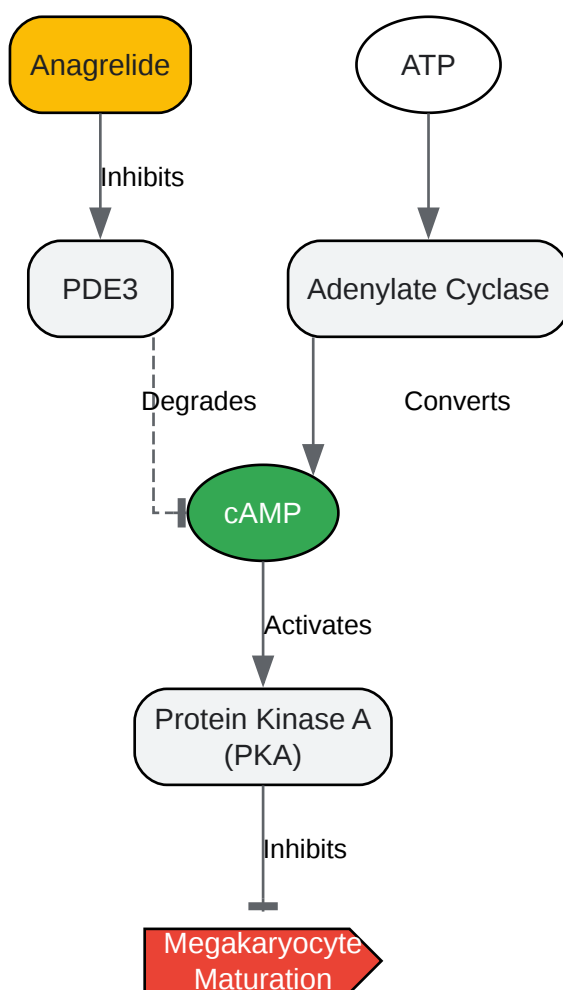 Anagrelide
ATP
Inhibits
PDE3
Adenylate Cyclase
Degrades
Converts
cAMP
Activates
Protein Kinase A
(PKA)
Inhibits
Megakaryocyte
Maturation